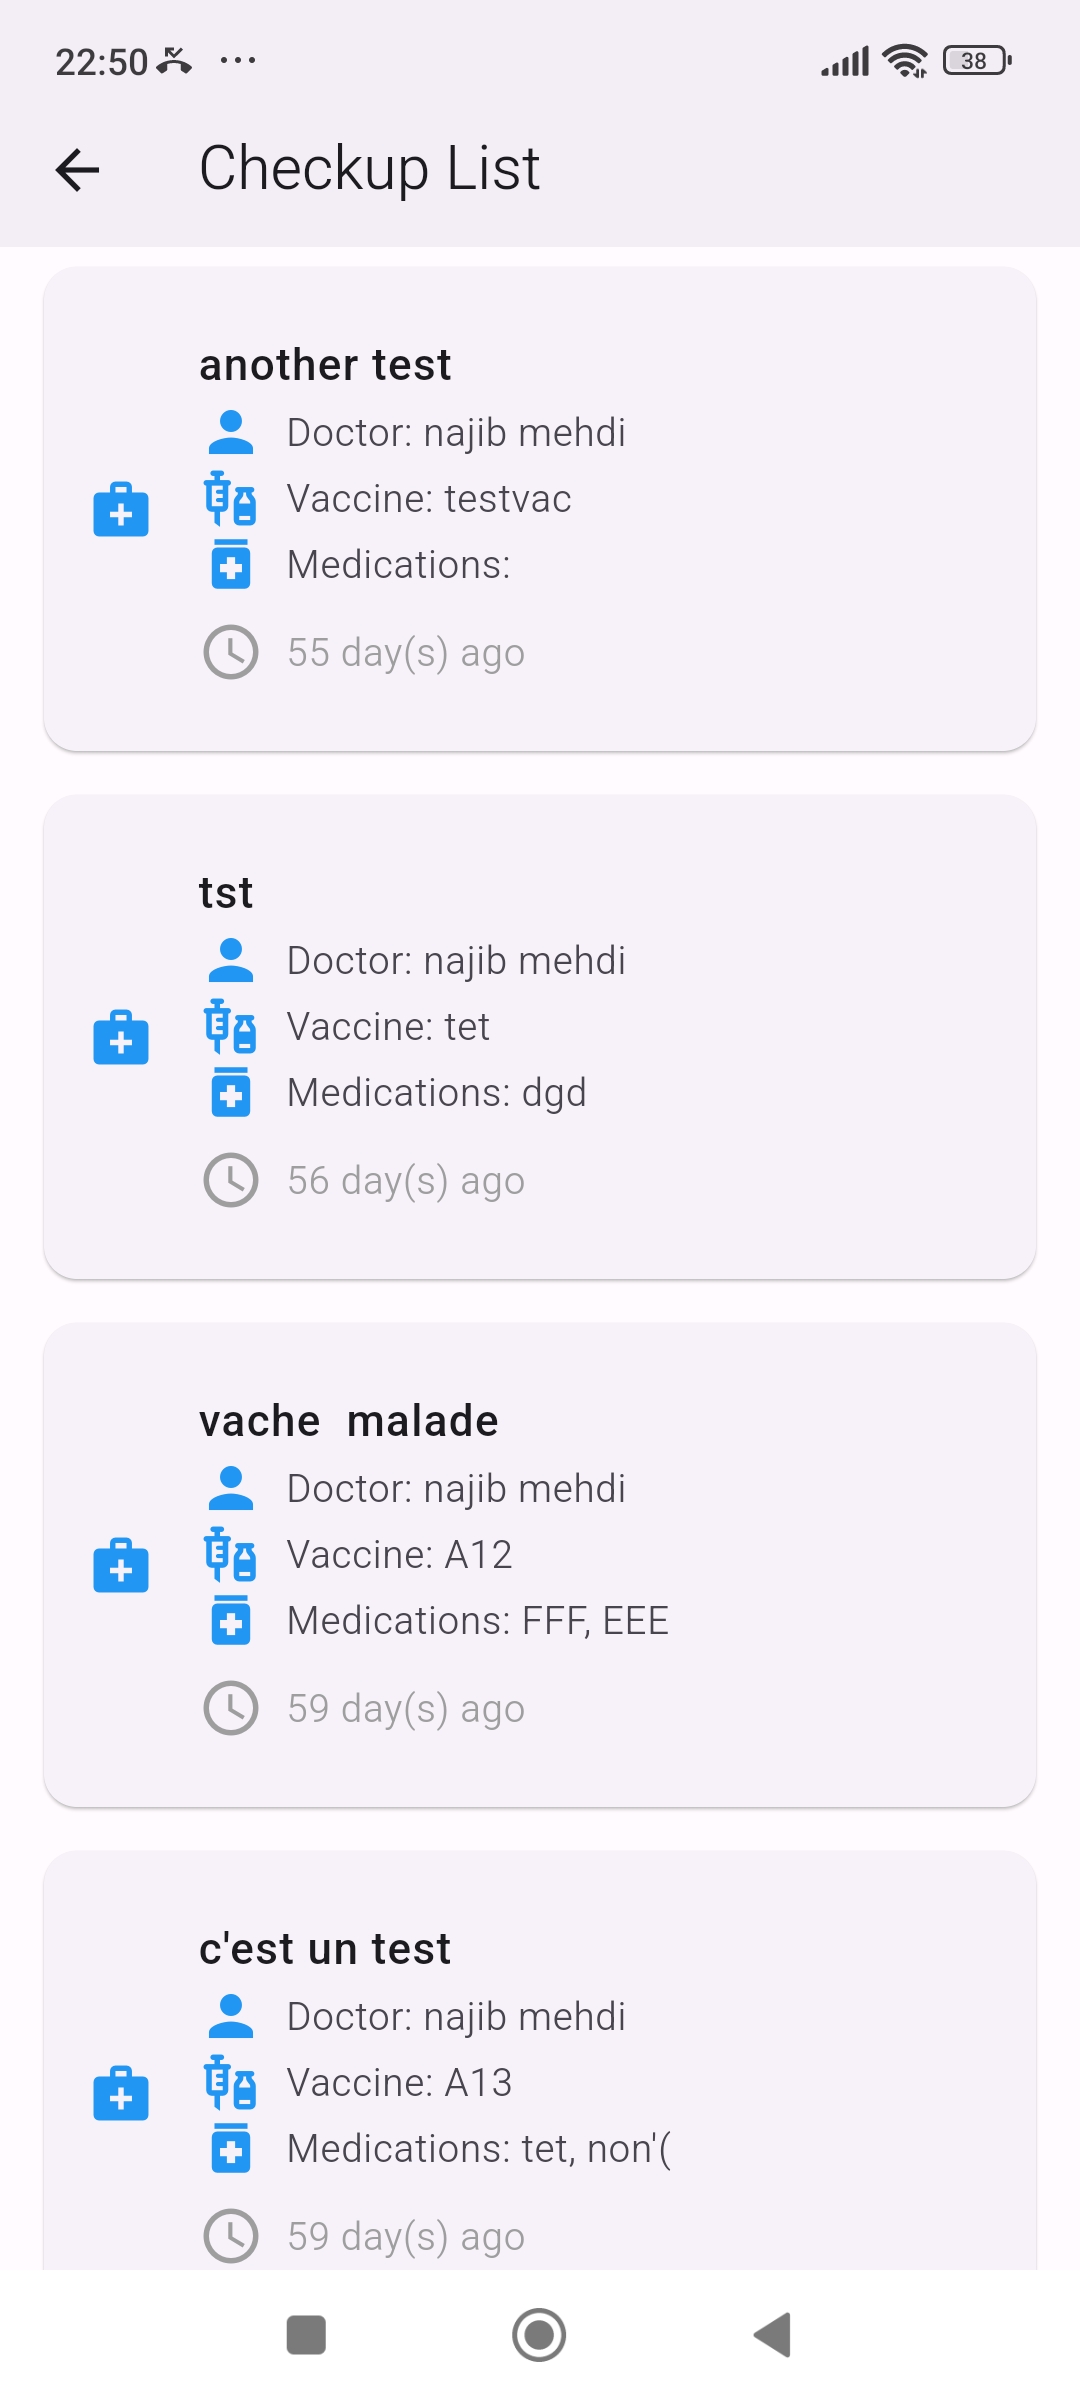 22:50
38
Checkup List
another test
Doctor: najib mehdi
Vaccine: testvac
Medications:
55 day(s) ago
tst
Doctor: najib mehdi
Vaccine: tet
Medications: dgd
56 day(s) ago
vache  malade
Doctor: najib mehdi
Vaccine: A12
Medications: FFF, EEE
59 day(s) ago
c'est un test
Doctor: najib mehdi
Vaccine: A13
Medications: tet, non'(
59 day(s) ago